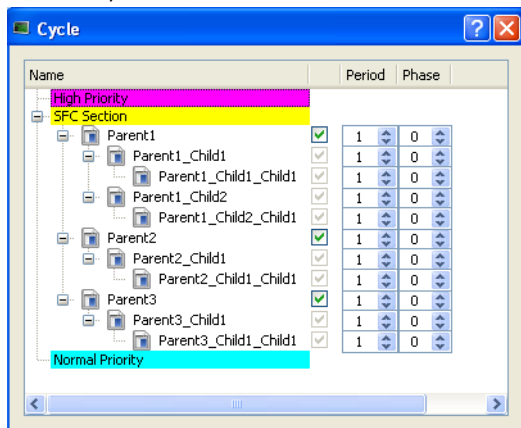 Cycle
Name Period Phase
High Priority
SFC Section
Parent1 1 0
Parent1_Child1 1 0
Parent1_Child1_Child1 1 0
Parent1_Child2 1 0
Parent1_Child2_Child1 1 0
Parent2 1 0
Parent2_Child1 1 0
Parent2_Child1_Child1 1 0
Parent3 1 0
Parent3_Child1 1 0
Parent3_Child1_Child1 1 0
Normal Priority